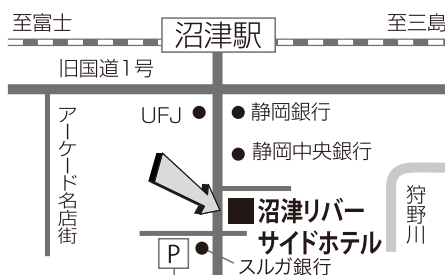 至富士
沼津駅
至三島
旧国道1号
アーケード名店街
UFJ
静岡銀行
静岡中央銀行
狩野川
沼津リバー
サイドホテル
P
スルガ銀行